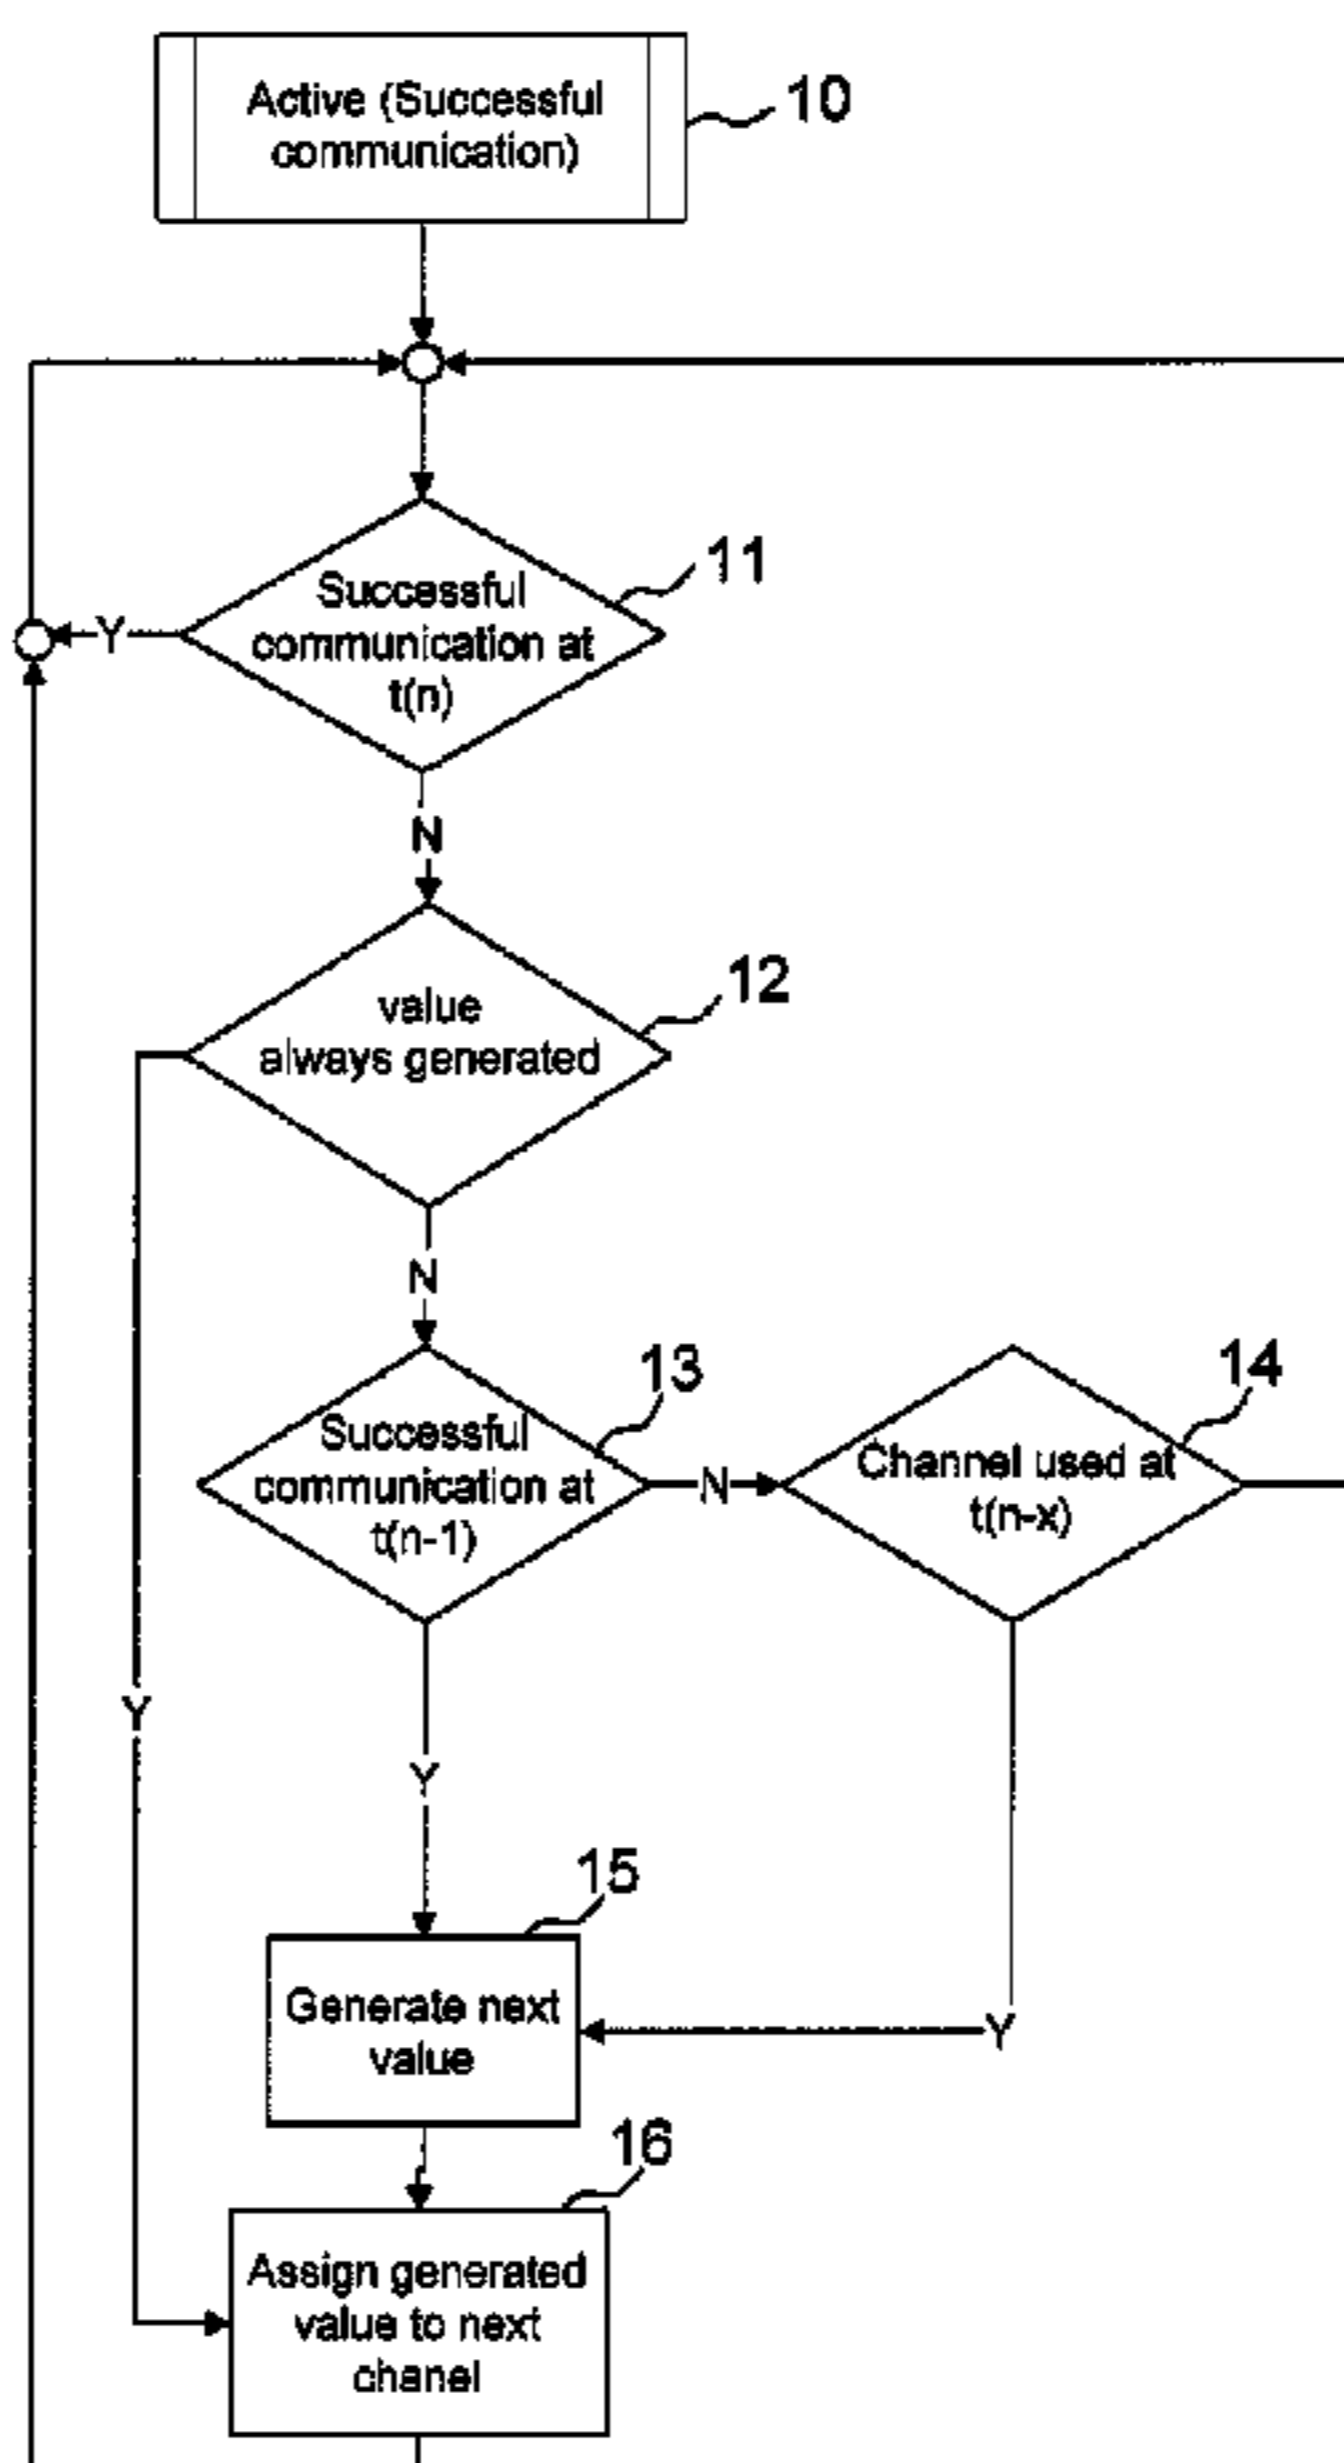 Active (Successful
communication)
10
11
Successful
communication at
t(n)
Y
N
12
value
always generated
N
13
Successful
communication at
t(n-1)
N
14
Channel used at
t(n-x)
Y
Y
15
Generate next
value
Y
16
Assign generated
value to next
chanel